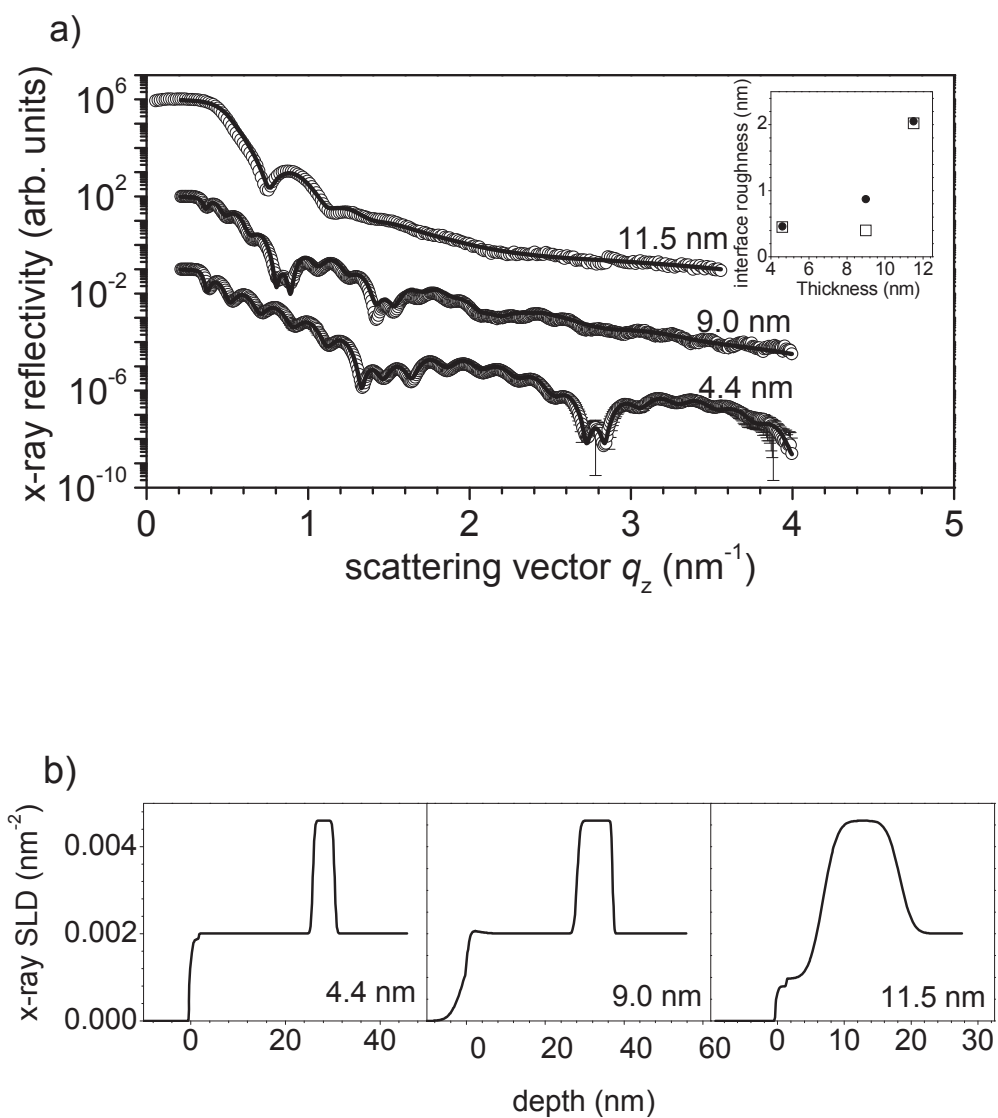 a)
x-ray reflectivity (arb. units)
10^6
10^2
10^-2
10^-6
10^-10
0 1 2 3 4 5
scattering vector q_z (nm^-1)
11.5 nm
9.0 nm
4.4 nm
interface roughness (nm)
2
1
0
4 6 8 10 12
Thickness (nm)
b)
x-ray SLD (nm^-2)
0.004
0.002
0.000
4.4 nm
9.0 nm
11.5 nm
0 20 40
0 20 40 60
0 10 20 30
depth (nm)